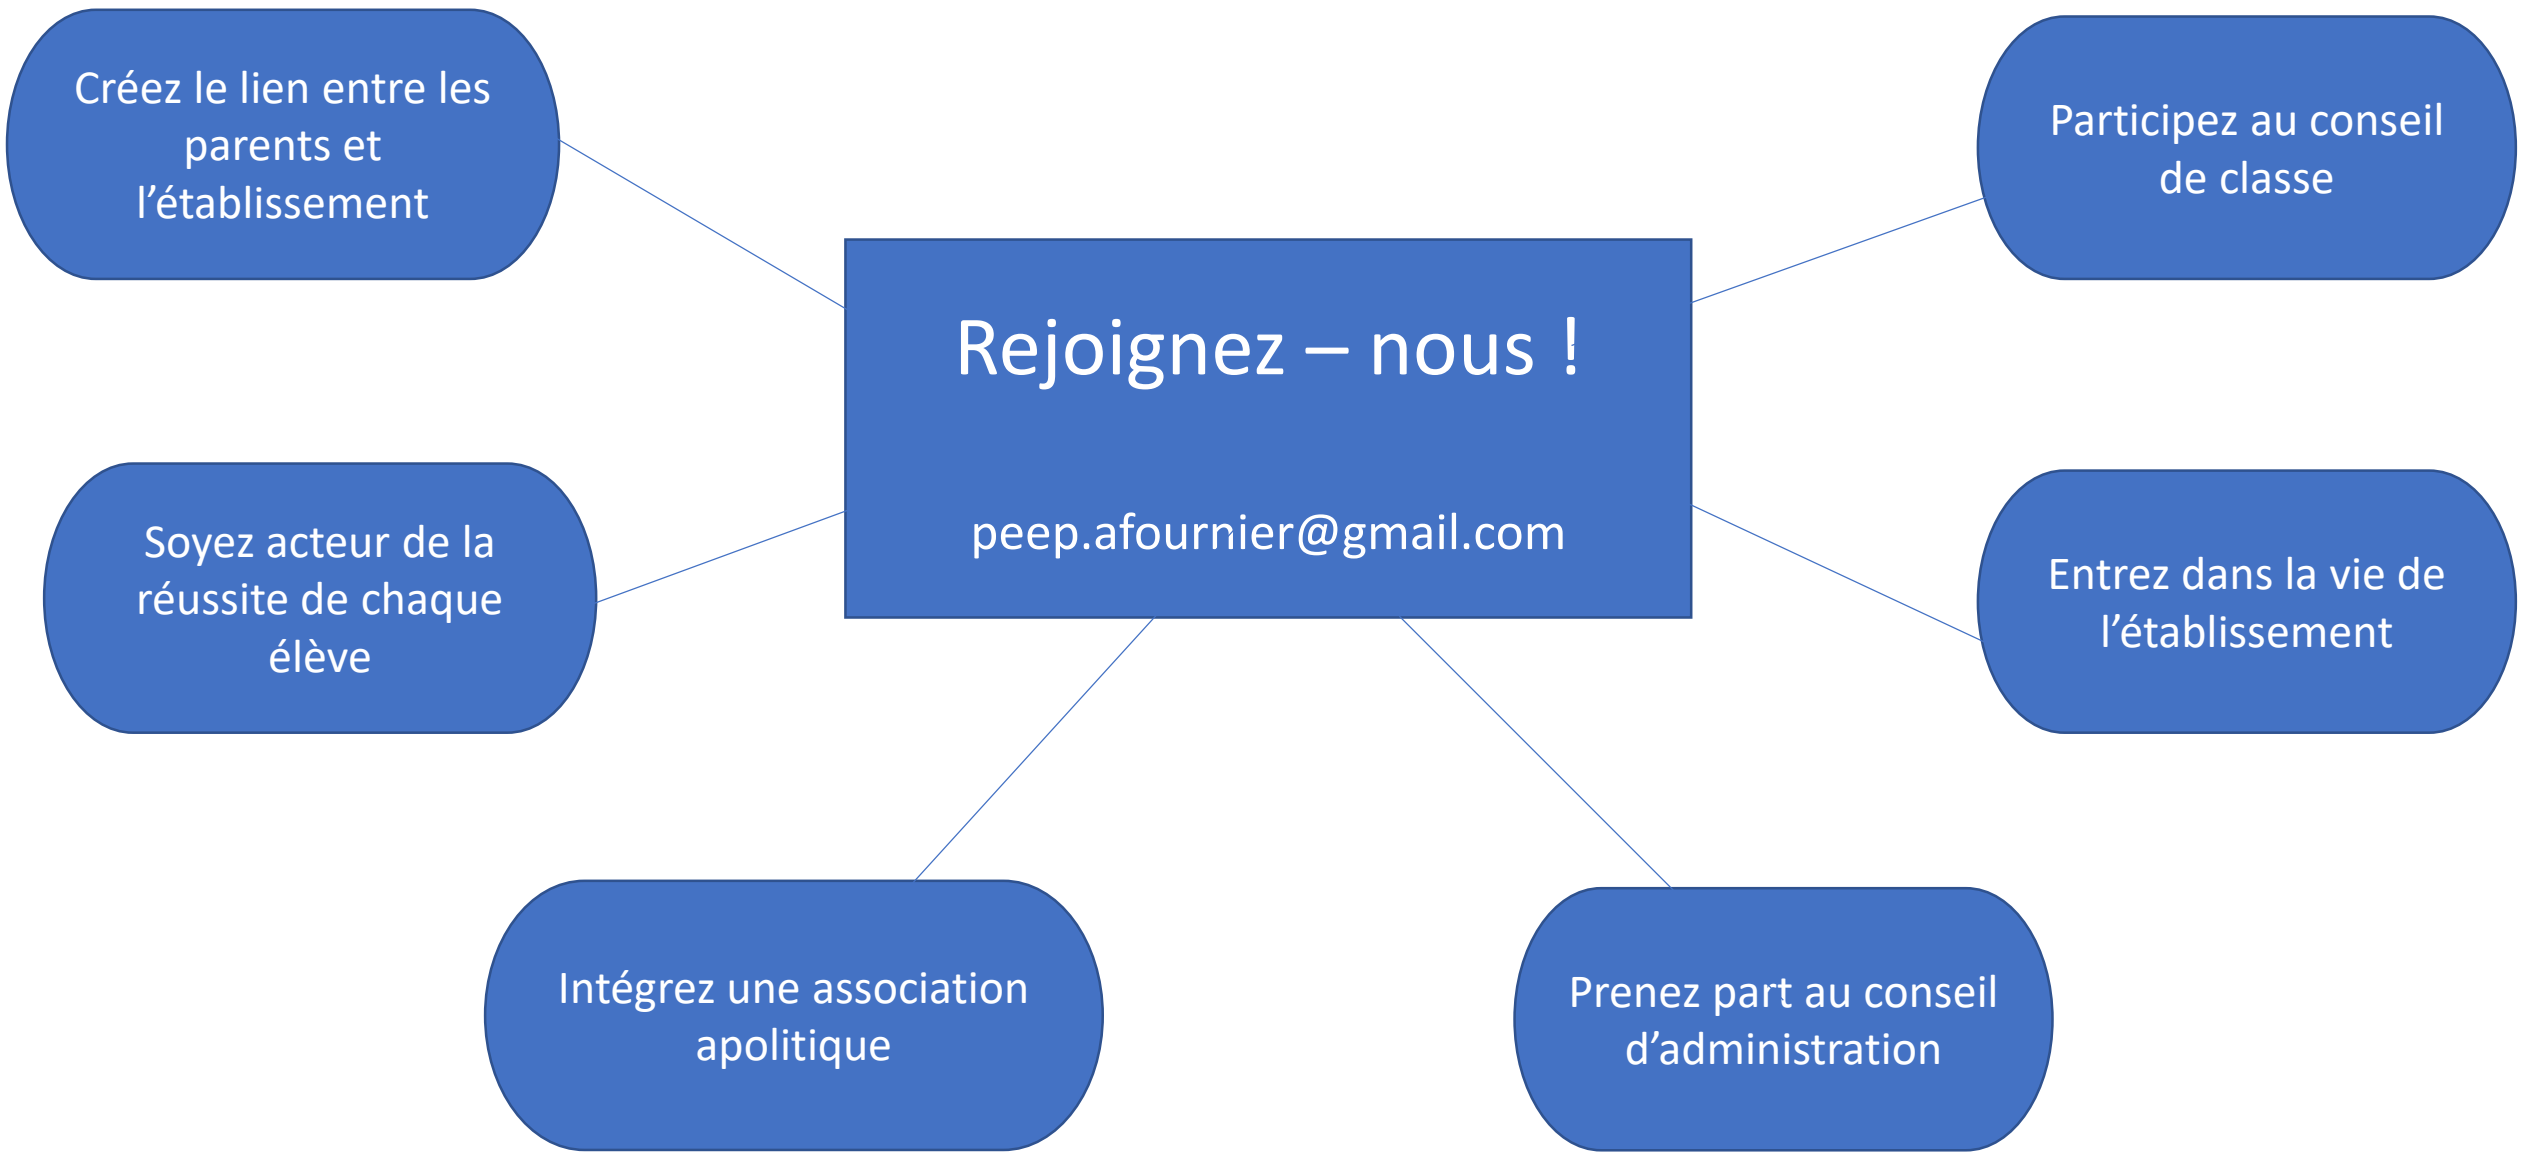 Créez le lien entre les
parents et
l’établissement
Participez au conseil
de classe
Rejoignez – nous !
peep.afournier@gmail.com
Soyez acteur de la
réussite de chaque
élève
Entrez dans la vie de
l’établissement
Intégrez une association
apolitique
Prenez part au conseil
d’administration